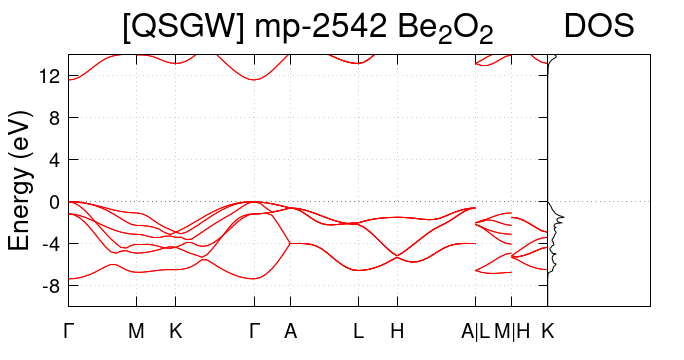 [QSGW] mp-2542 Be2O2 DOS
Energy (eV)
12
8
4
0
-4
-8
Γ M K Γ A L H A|L M|H K